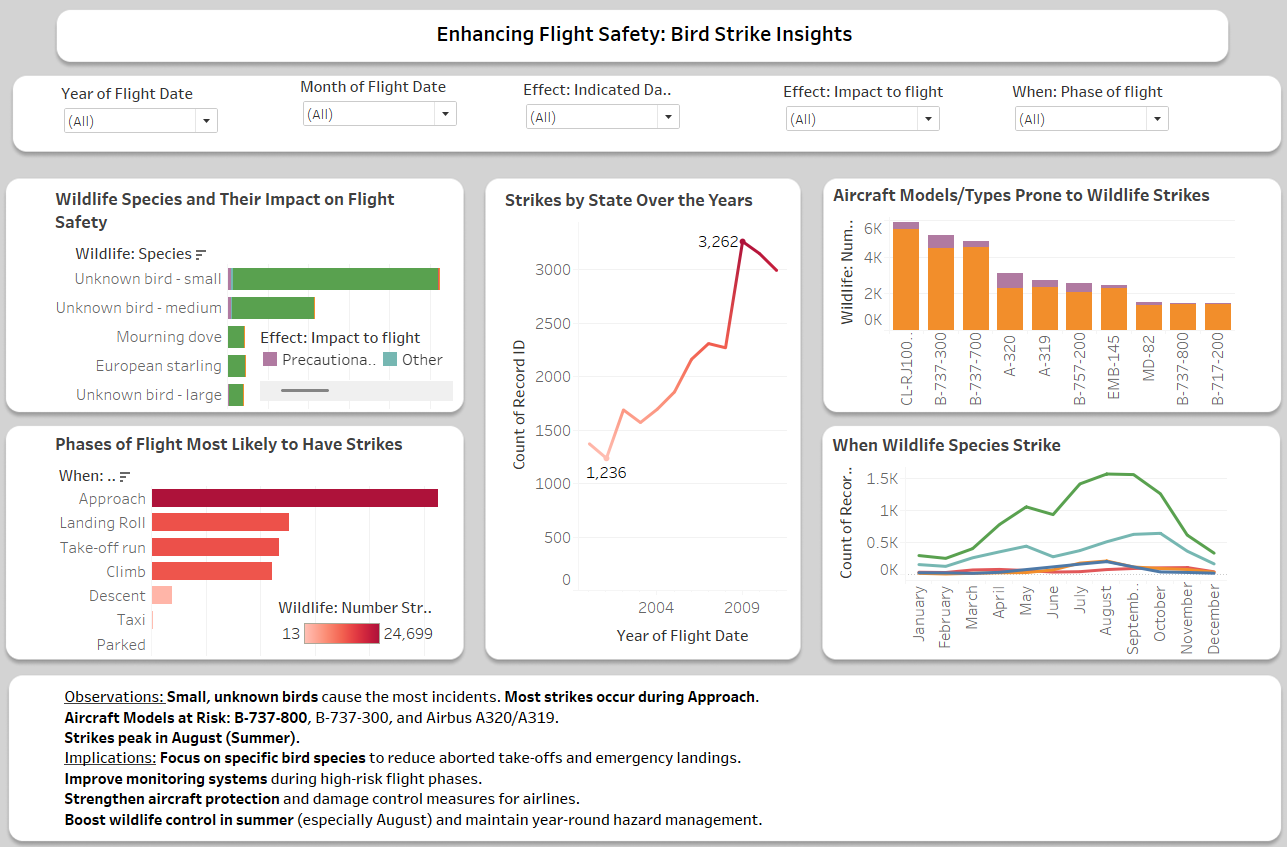 Enhancing Flight Safety: Bird Strike Insights
Year of Flight Date
Month of Flight Date
Effect: Indicated Da..
Effect: Impact to flight
When: Phase of flight
(All)
(All)
(All)
(All)
(All)
Wildlife Species and Their Impact on Flight
Safety
Wildlife: Species
Unknown bird - small
Unknown bird - medium
Mourning dove
European starling
Unknown bird - large
Effect: Impact to flight
Precautiona..
Other
Phases of Flight Most Likely to Have Strikes
When: ..
Approach
Landing Roll
Take-off run
Climb
Descent
Taxi
Parked
Wildlife: Number Str..
13
24,699
Strikes by State Over the Years
Count of Record ID
3,262
3000
2500
2000
1500
1,236
1000
500
0
2004
2009
Year of Flight Date
Aircraft Models/Types Prone to Wildlife Strikes
Wildlife: Num..
6K
4K
2K
0K
CL-RJ100..
B-737-300
B-737-700
A-320
A-319
B-757-200
EMB-145
MD-82
B-737-800
B-717-200
When Wildlife Species Strike
Count of Recor..
1.5K
1K
0.5K
0K
January
February
March
April
May
June
July
August
Septemb..
October
November
December
Observations: Small, unknown birds cause the most incidents. Most strikes occur during Approach.
Aircraft Models at Risk: B-737-800, B-737-300, and Airbus A320/A319.
Strikes peak in August (Summer).
Implications: Focus on specific bird species to reduce aborted take-offs and emergency landings.
Improve monitoring systems during high-risk flight phases.
Strengthen aircraft protection and damage control measures for airlines.
Boost wildlife control in summer (especially August) and maintain year-round hazard management.